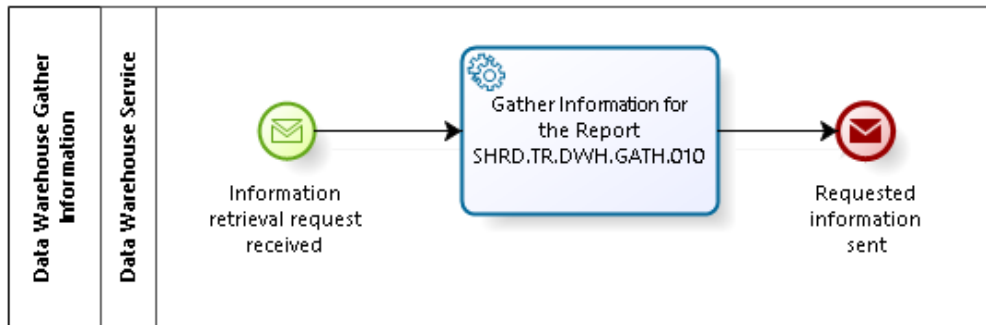 Data Warehouse Gather
Information
Data Warehouse Service
Information
retrieval request
received
Gather Information for
the Report
SHRD.TR.DWH.GATH.010
Requested
information
sent